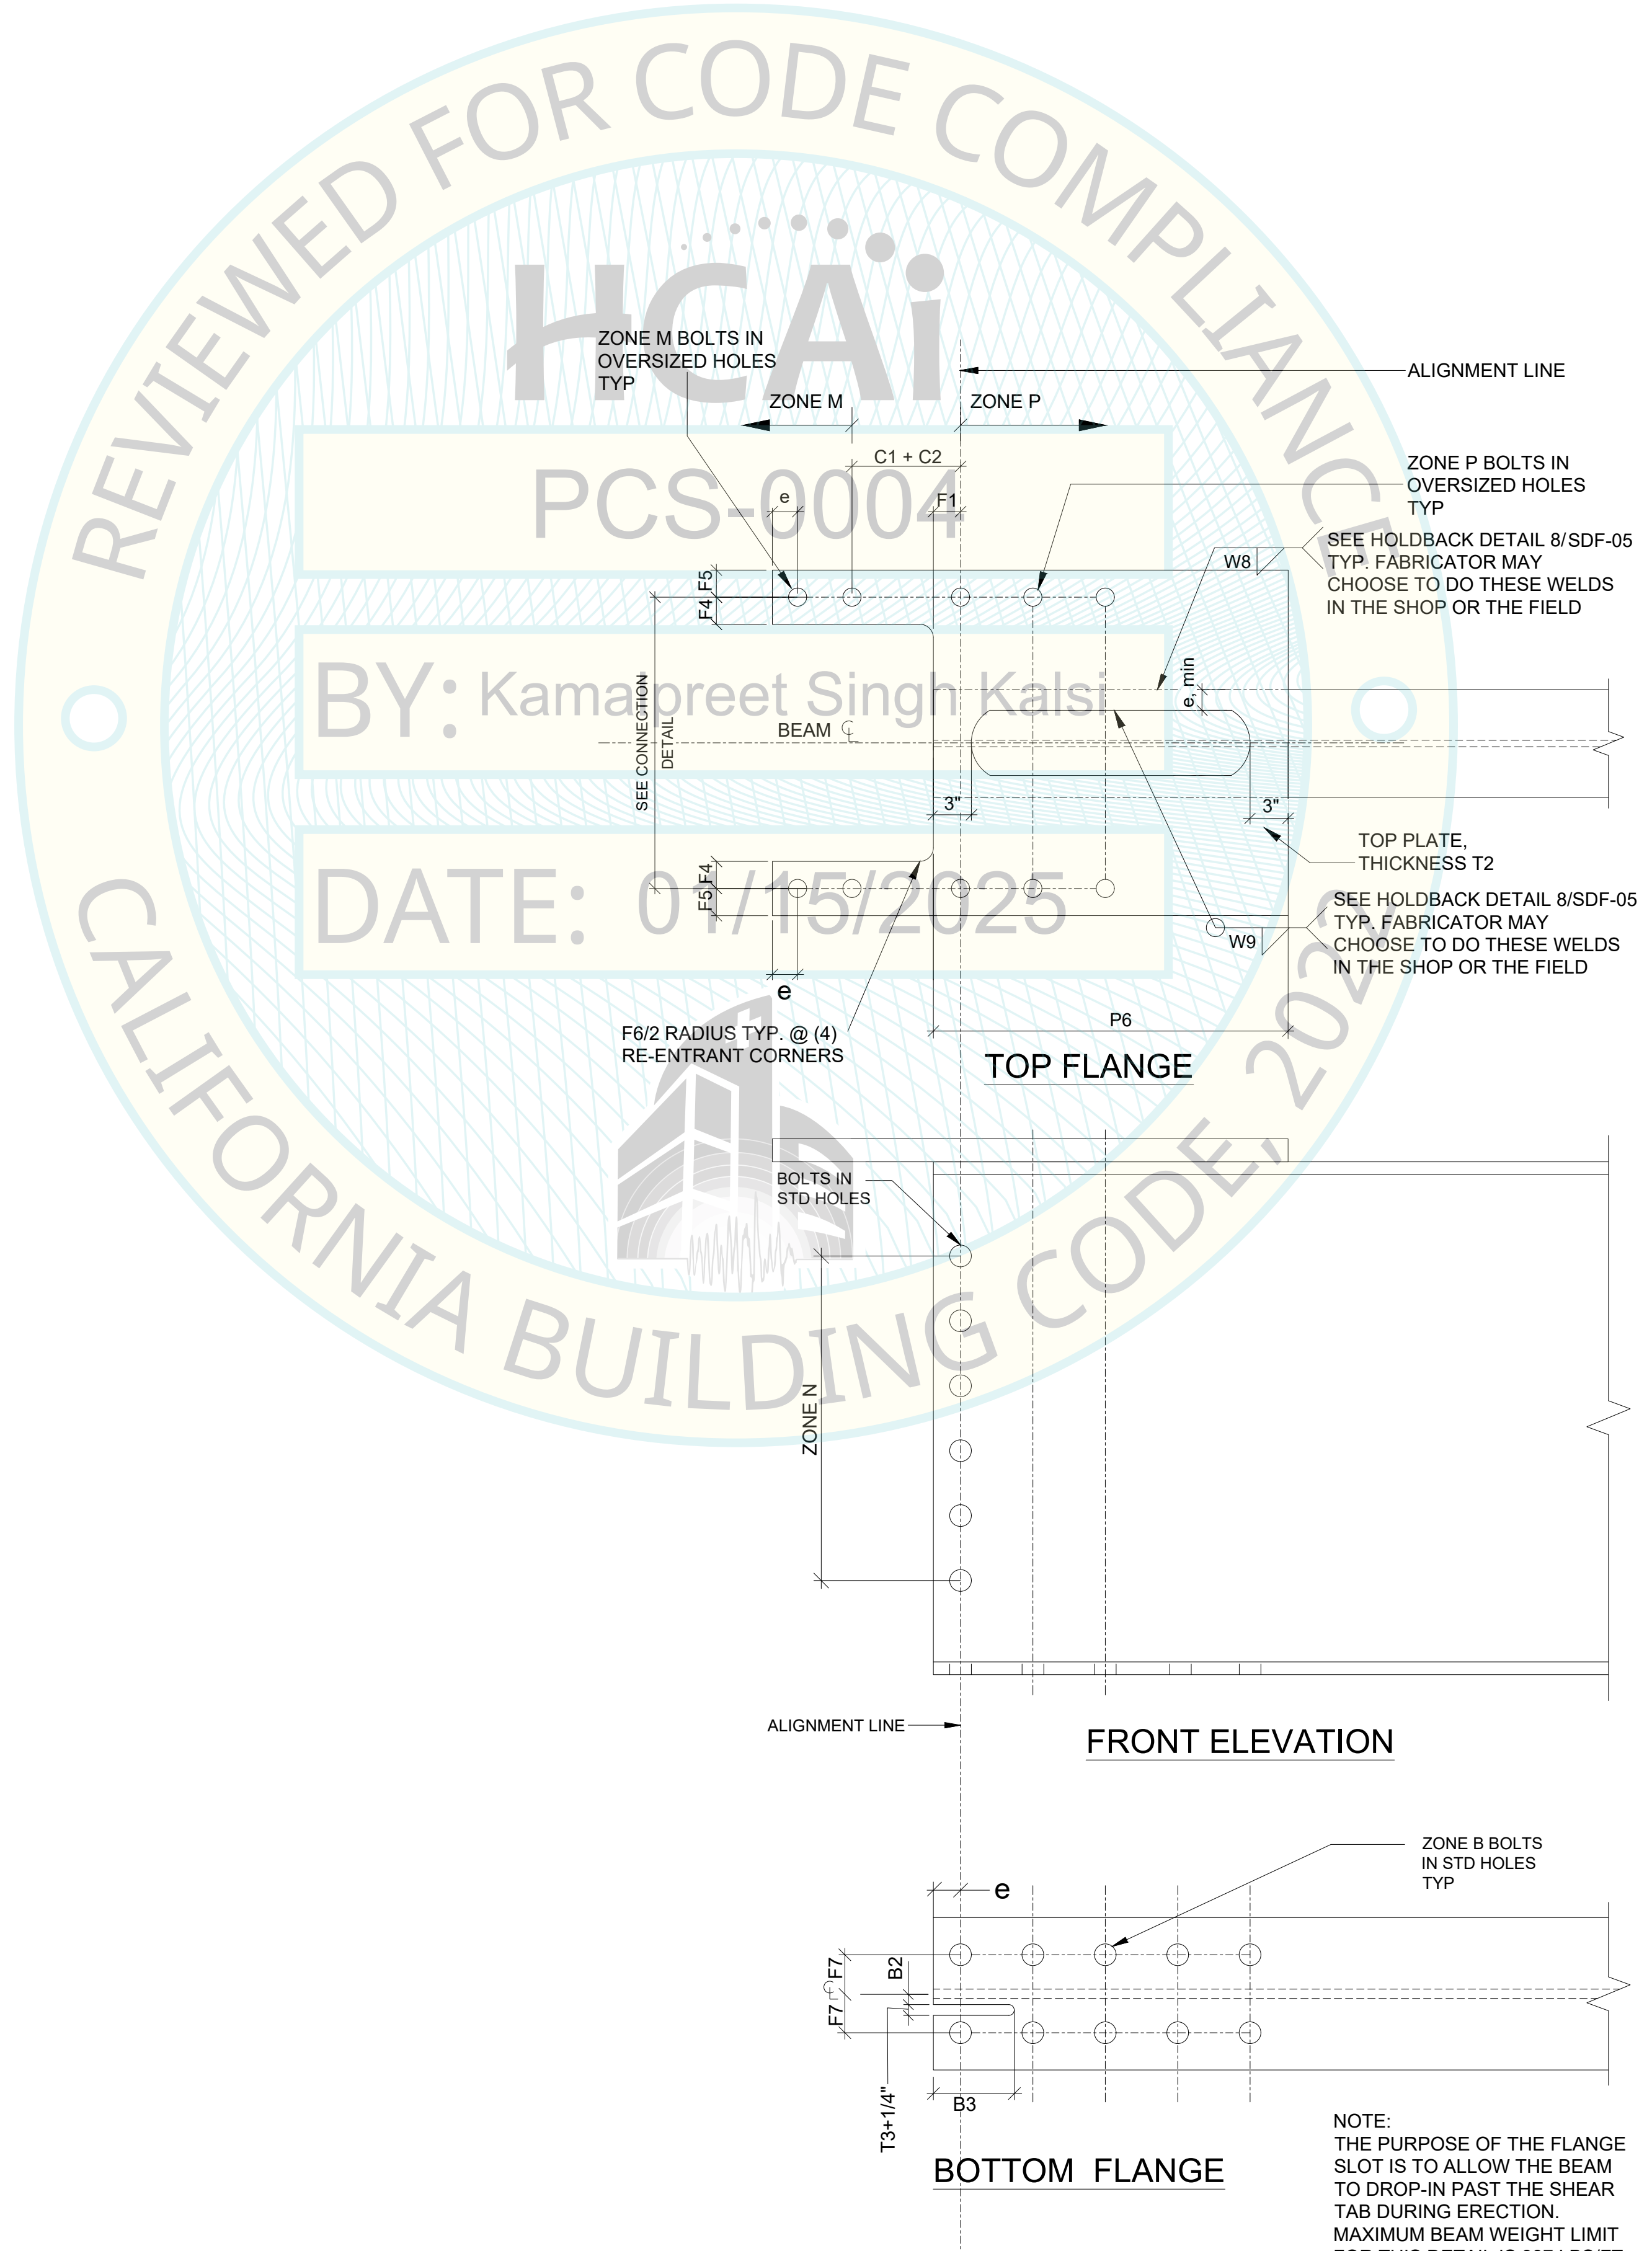 REVIEWED FOR CODE COMPLIANCE
HCAi
PCS-0004
BY: Kamalpreet Singh Kalsi
DATE: 01/15/2025
CALIFORNIA BUILDING CODE, 2022
ZONE M BOLTS IN
OVERSIZED HOLES
TYP
ALIGNMENT LINE
ZONE M
ZONE P
C1 + C2
e
F1
ZONE P BOLTS IN
OVERSIZED HOLES
TYP
W8
SEE HOLDBACK DETAIL 8/SDF-05
TYP. FABRICATOR MAY
CHOOSE TO DO THESE WELDS
IN THE SHOP OR THE FIELD
F5
F4
SEE CONNECTION
DETAIL
BEAM ℄
e, min
3"
3"
TOP PLATE,
THICKNESS T2
F4
F5
W9
SEE HOLDBACK DETAIL 8/SDF-05
TYP. FABRICATOR MAY
CHOOSE TO DO THESE WELDS
IN THE SHOP OR THE FIELD
e
F6/2 RADIUS TYP. @ (4)
RE-ENTRANT CORNERS
P6
TOP FLANGE
BOLTS IN
STD HOLES
ZONE N
ALIGNMENT LINE
FRONT ELEVATION
ZONE B BOLTS
IN STD HOLES
TYP
e
F7
℄
F7
B2
T3+1/4"
B3
BOTTOM FLANGE
NOTE:
THE PURPOSE OF THE FLANGE
SLOT IS TO ALLOW THE BEAM
TO DROP-IN PAST THE SHEAR
TAB DURING ERECTION.
MAXIMUM BEAM WEIGHT LIMIT
FOR THIS DETAIL IS